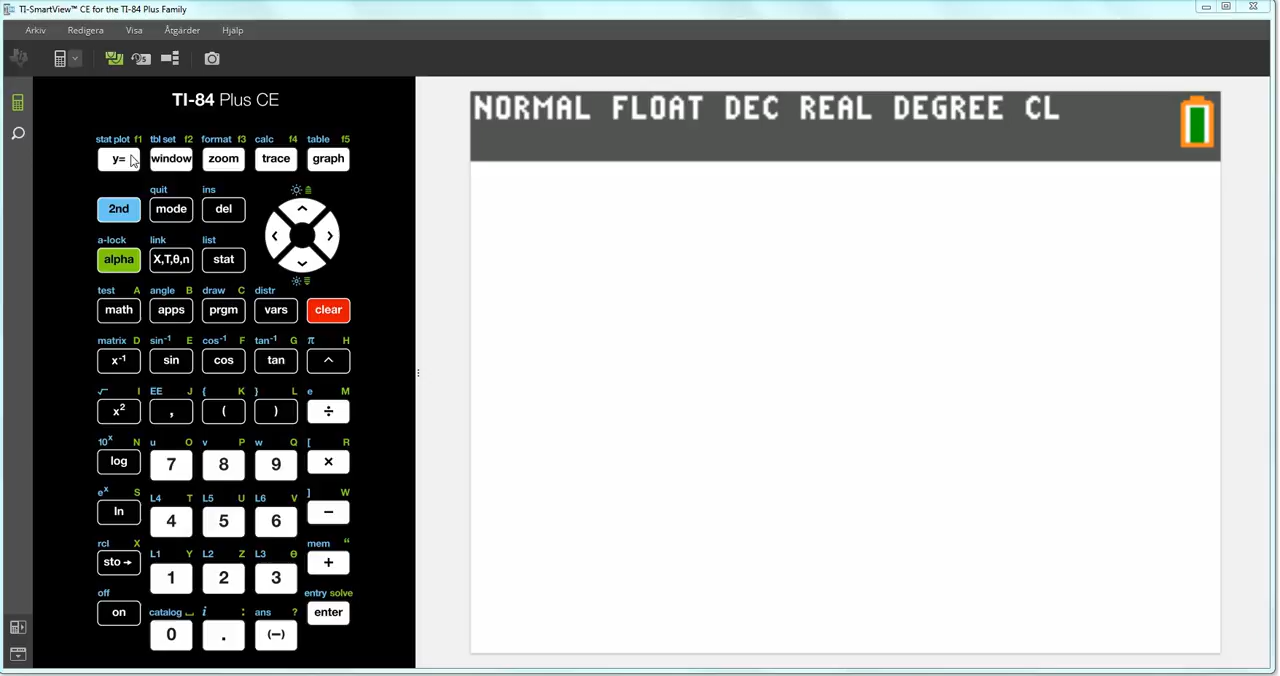 TI-SmartView™ CE for the TI-84 Plus Family
Arkiv Redigera Visa Åtgärder Hjälp
TI-84 Plus CE
NORMAL FLOAT DEC REAL DEGREE CL
stat plot f1 tbl set f2 format f3 calc f4 table f5
y= window zoom trace graph
quit ins
2nd mode del
a-lock link list
alpha X,T,θ,n stat
test A angle B draw C distr
math apps prgm vars clear
matrix D sin-1 E cos-1 F tan-1 G π H
x-1 sin cos tan ^
√ I EE J { K } L e M
x2 , ( ) ÷
10x N u O v P w Q [ R
log 7 8 9 ×
ex S L4 T L5 U L6 V ] W
ln 4 5 6 −
rcl X L1 Y L2 Z L3 θ mem "
sto→ 1 2 3 +
off catalog i : ans ? entry solve
on 0 . (−) enter